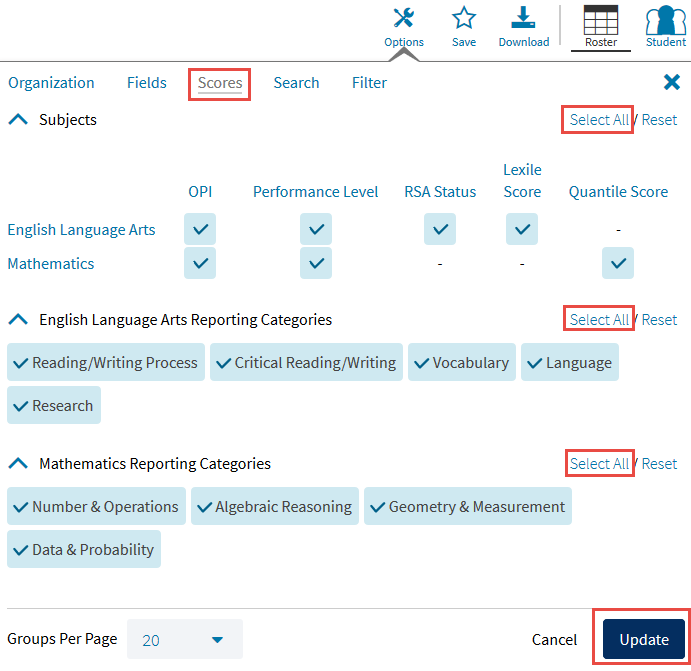 Options Save Download Roster Student
Organization Fields Scores Search Filter
Subjects Select All / Reset
OPI Performance Level RSA Status Lexile Score Quantile Score
English Language Arts -
Mathematics - -
English Language Arts Reporting Categories Select All / Reset
Reading/Writing Process Critical Reading/Writing Vocabulary Language
Research
Mathematics Reporting Categories Select All / Reset
Number & Operations Algebraic Reasoning Geometry & Measurement
Data & Probability
Groups Per Page 20 Cancel Update